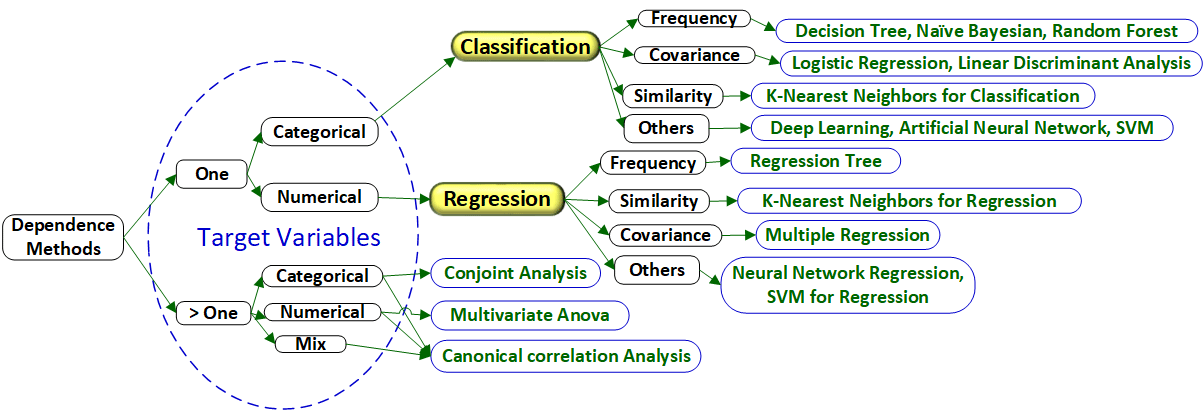 Frequency
Decision Tree, Naïve Bayesian, Random Forest
Classification
Covariance
Logistic Regression, Linear Discriminant Analysis
Similarity
K-Nearest Neighbors for Classification
Others
Deep Learning, Artificial Neural Network, SVM
Categorical
One
Numerical
Frequency
Regression Tree
Regression
Similarity
K-Nearest Neighbors for Regression
Covariance
Multiple Regression
Others
Neural Network Regression,
SVM for Regression
Dependence
Methods
Target Variables
Categorical
Conjoint Analysis
> One
Numerical
Multivariate Anova
Mix
Canonical correlation Analysis